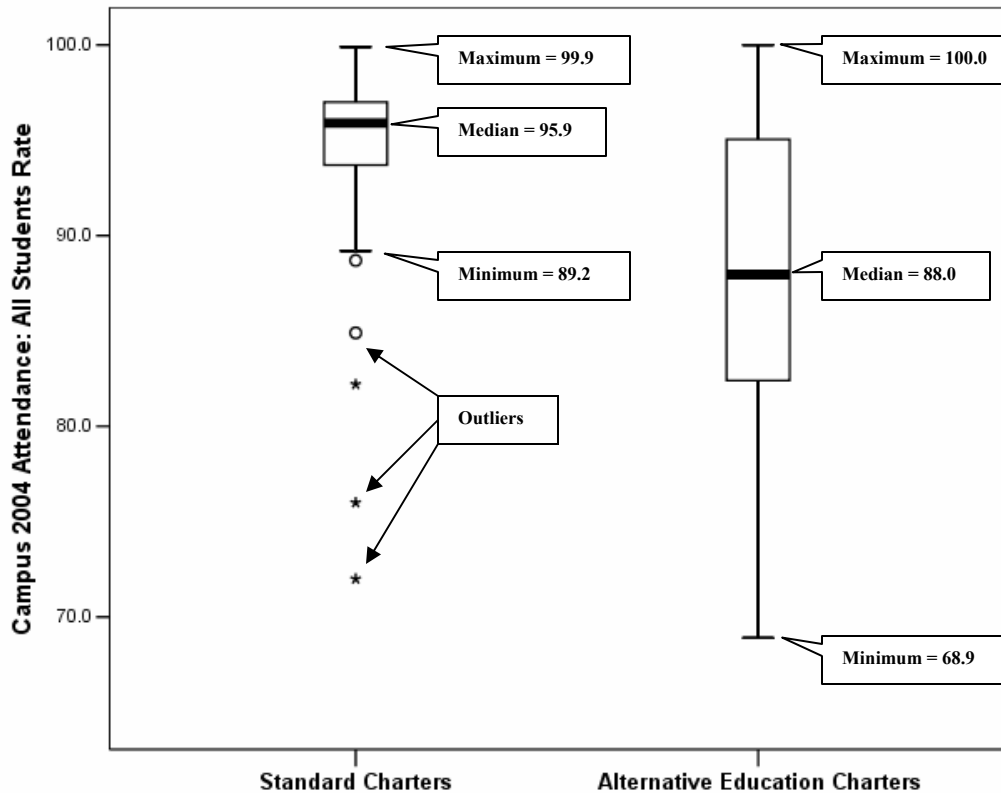 Campus 2004 Attendance: All Students Rate
100.0
90.0
80.0
70.0
Maximum = 99.9
Median = 95.9
Minimum = 89.2
Outliers
Maximum = 100.0
Median = 88.0
Minimum = 68.9
Standard Charters
Alternative Education Charters